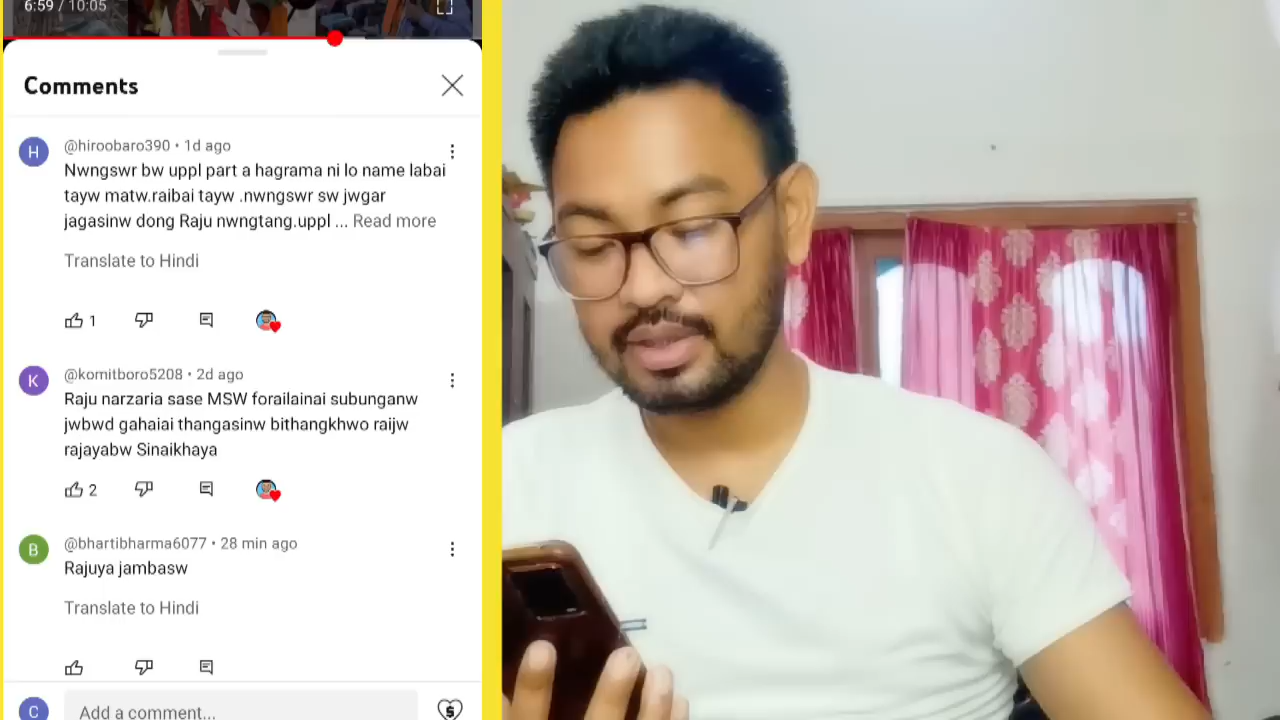 6:59 / 10:05
Comments
H
@hiroobaro390 • 1d ago
Nwngswr bw uppl part a hagrama ni lo name labai
tayw matw.raibai tayw .nwngswr sw jwgar
jagasinw dong Raju nwngtang.uppl ... Read more
Translate to Hindi
1
K
@komitboro5208 • 2d ago
Raju narzaria sase MSW forailainai subunganw
jwbwd gahaiai thangasinw bithangkhwo raijw
rajayabw Sinaikhaya
2
B
@bhartibharma6077 • 28 min ago
Rajuya jambasw
Translate to Hindi
C
Add a comment...
$